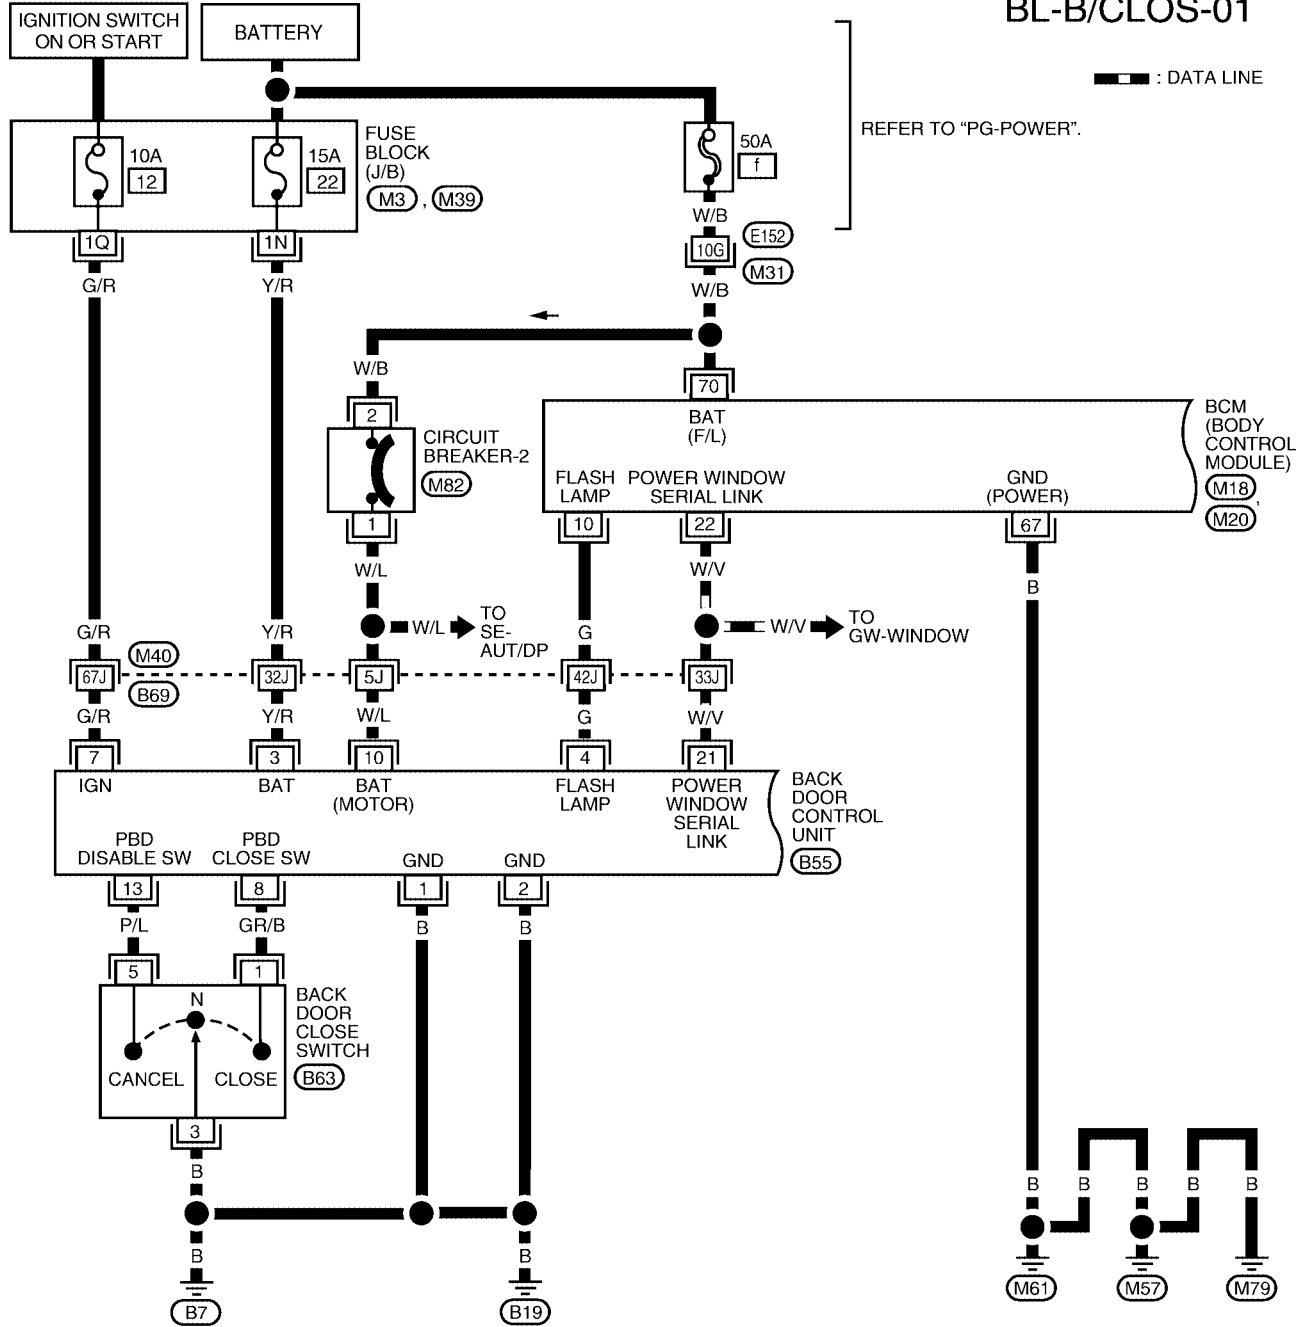 BL-B/CLOS-01
IGNITION SWITCH
ON OR START
BATTERY
: DATA LINE
REFER TO “PG-POWER”.
10A
12
15A
22
FUSE
BLOCK
(J/B)
M3 , M39
50A
f
W/B
1Q
1N
10G
E152
M31
G/R
Y/R
W/B
W/B
2
CIRCUIT
BREAKER-2
M82
1
70
BAT
(F/L)
BCM
(BODY
CONTROL
MODULE)
M18 ,
M20
FLASH
LAMP
POWER WINDOW
SERIAL LINK
GND
(POWER)
10
22
67
W/L
W/V
B
G/R
Y/R
W/L
TO
SE-
AUT/DP
G
W/V
TO
GW-WINDOW
M40
67J
32J
5J
42J
33J
B69
G/R
Y/R
W/L
G
W/V
7
3
10
4
21
IGN
BAT
BAT
(MOTOR)
FLASH
LAMP
POWER
WINDOW
SERIAL
LINK
BACK
DOOR
CONTROL
UNIT
B55
PBD
DISABLE SW
PBD
CLOSE SW
GND
GND
13
8
1
2
P/L
GR/B
B
B
5
1
N
CANCEL
CLOSE
BACK
DOOR
CLOSE
SWITCH
B63
3
B
B
B
B
B
B
B
B
B7
B19
M61
M57
M79